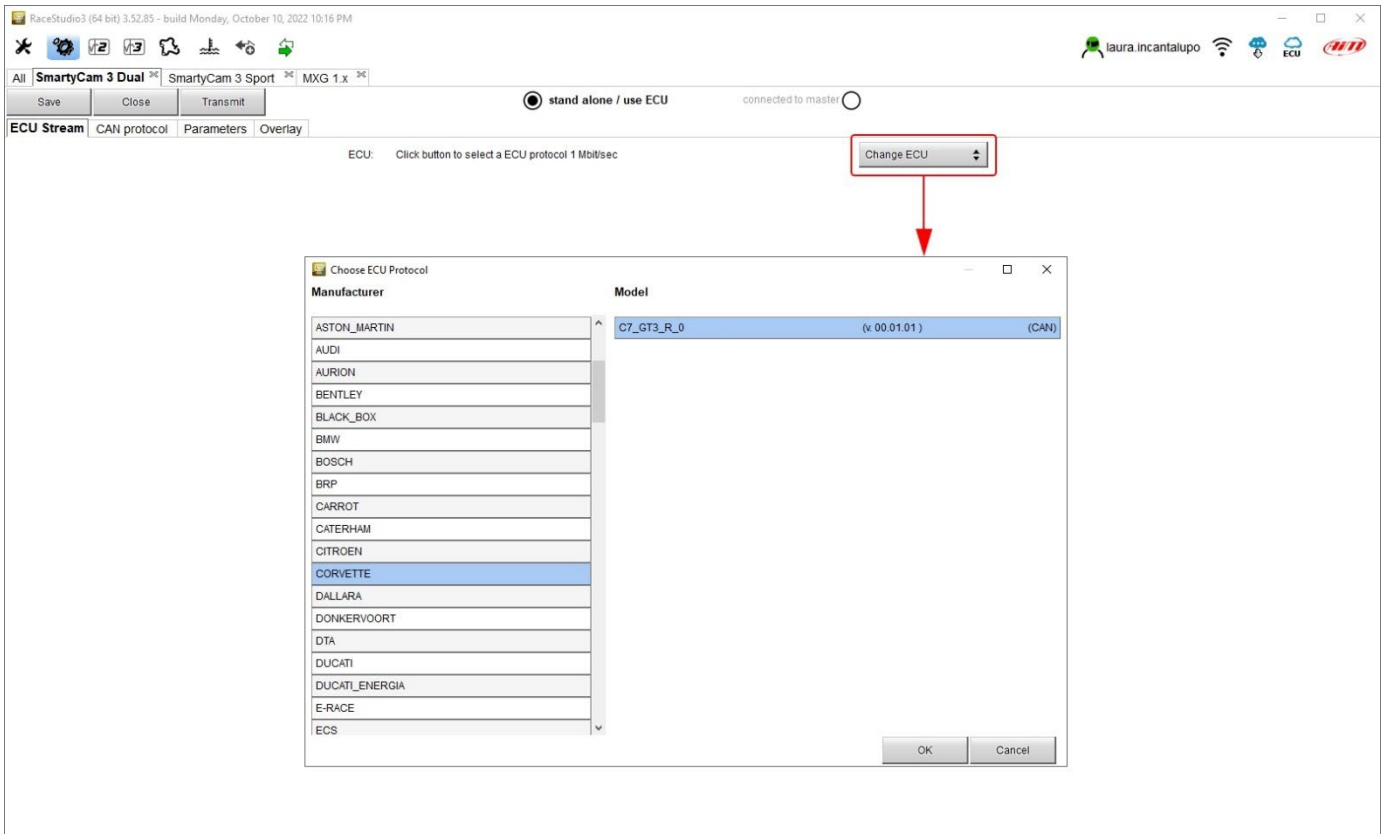 RaceStudio3 (64 bit) 3.52.85 - build Monday, October 10, 2022 10:16 PM
laura.incantalupo ECU AiM
All SmartyCam 3 Dual SmartyCam 3 Sport MXG 1.x
Save Close Transmit stand alone / use ECU connected to master
ECU Stream CAN protocol Parameters Overlay
ECU: Click button to select a ECU protocol 1 Mbit/sec Change ECU
Choose ECU Protocol
Manufacturer Model
ASTON_MARTIN C7_GT3_R_0 (v. 00.01.01 ) (CAN)
AUDI
AURION
BENTLEY
BLACK_BOX
BMW
BOSCH
BRP
CARROT
CATERHAM
CITROEN
CORVETTE
DALLARA
DONKERVOORT
DTA
DUCATI
DUCATI_ENERGIA
E-RACE
ECS
OK Cancel